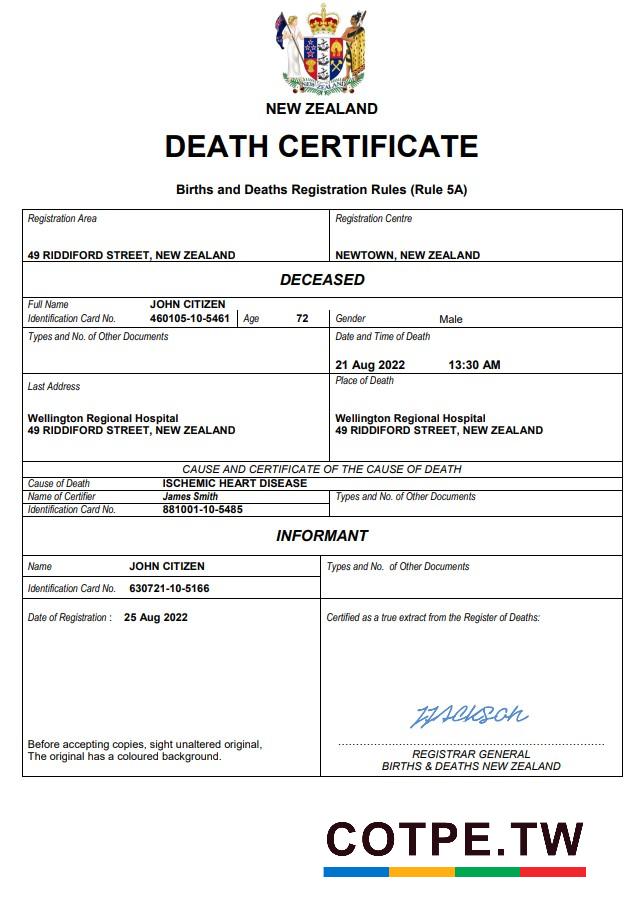 NEW ZEALAND
NEW ZEALAND
DEATH CERTIFICATE
Births and Deaths Registration Rules (Rule 5A)
Registration Area
Registration Centre
49 RIDDIFORD STREET, NEW ZEALAND
NEWTOWN, NEW ZEALAND
DECEASED
Full Name JOHN CITIZEN
Identification Card No. 460105-10-5461 Age 72 Gender Male
Types and No. of Other Documents
Date and Time of Death
21 Aug 2022 13:30 AM
Last Address
Place of Death
Wellington Regional Hospital
49 RIDDIFORD STREET, NEW ZEALAND
Wellington Regional Hospital
49 RIDDIFORD STREET, NEW ZEALAND
CAUSE AND CERTIFICATE OF THE CAUSE OF DEATH
Cause of Death ISCHEMIC HEART DISEASE
Name of Certifier James Smith
Types and No. of Other Documents
Identification Card No. 881001-10-5485
INFORMANT
Name JOHN CITIZEN
Types and No. of Other Documents
Identification Card No. 630721-10-5166
Date of Registration : 25 Aug 2022
Certified as a true extract from the Register of Deaths:
JJackson
Before accepting copies, sight unaltered original,
The original has a coloured background.
REGISTRAR GENERAL
BIRTHS & DEATHS NEW ZEALAND
COTPE.TW